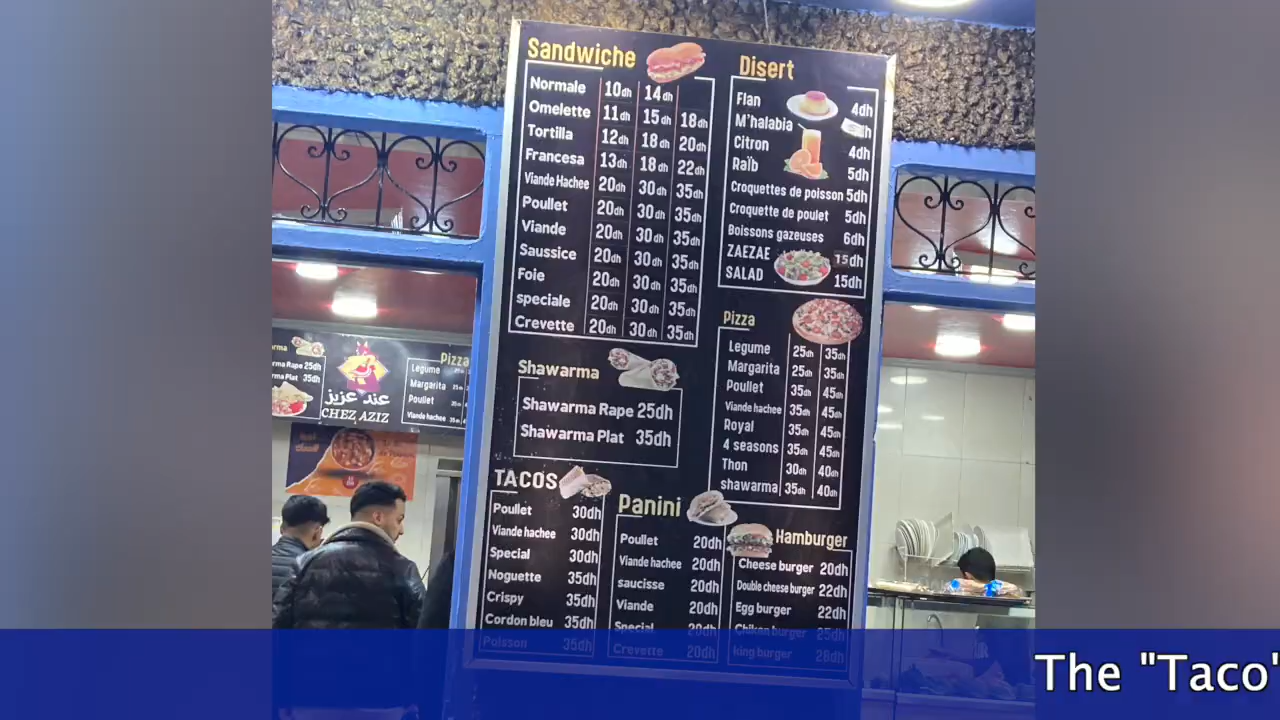 Sandwiche
Normale 10dh 14dh
Omelette 11dh 15dh 18dh
Tortilla 12dh 18dh 20dh
Francesa 13dh 18dh 22dh
Viande Hachee 20dh 30dh 35dh
Poullet 20dh 30dh 35dh
Viande 20dh 30dh 35dh
Saussice 20dh 30dh 35dh
Foie 20dh 30dh 35dh
speciale 20dh 30dh 35dh
Crevette 20dh 30dh 35dh
Disert
Flan 4dh
M'halabia
Citron 4dh
Raïb 5dh
Croquettes de poisson 5dh
Croquette de poulet 5dh
Boissons gazeuses 6dh
ZAEZAE 15dh
SALAD 15dh
Shawarma
Shawarma Rape 25dh
Shawarma Plat 35dh
Pizza
Legume 25dh 35dh
Margarita 25dh 35dh
Poullet 35dh 45dh
Viande hachee 35dh 45dh
Royal 35dh 45dh
4 seasons 35dh 45dh
Thon 30dh 40dh
shawarma 35dh 40dh
TACOS
Poullet 30dh
Viande hachee 30dh
Special 30dh
Noguette 35dh
Crispy 35dh
Cordon bleu 35dh
Poisson 35dh
Panini
Poullet 20dh
Viande hachee 20dh
saucisse 20dh
Viande 20dh
Special 20dh
Crevette 20dh
Hamburger
Cheese burger 20dh
Double cheese burger 22dh
Egg burger 22dh
Chiken burger 25dh
king burger 26dh
Rape 25dh
Plat 35dh
عند عزيز
CHEZ AZIZ
Pizza
Legume
Margarita
Poullet
Viande hachee
The "Taco"